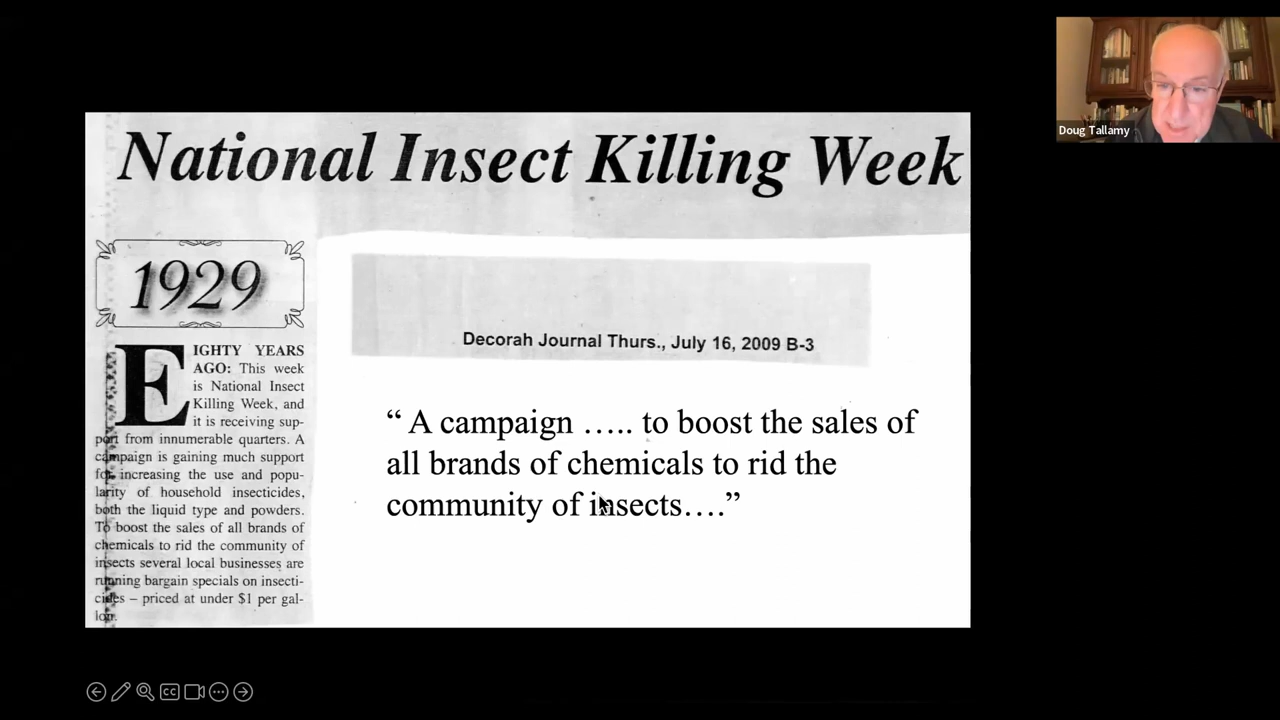 National Insect Killing Week
1929
EIGHTY YEARS
AGO: This week
is National Insect
Killing Week, and
it is receiving sup-
port from innumerable quarters. A
campaign is gaining much support
for increasing the use and popu-
larity of household insecticides,
both the liquid type and powders.
To boost the sales of all brands of
chemicals to rid the community of
insects several local businesses are
running bargain specials on insecti-
cides – priced at under $1 per gal-
lon.
Decorah Journal Thurs., July 16, 2009 B-3
“ A campaign ….. to boost the sales of
all brands of chemicals to rid the
community of insects….”
Doug Tallamy
CC